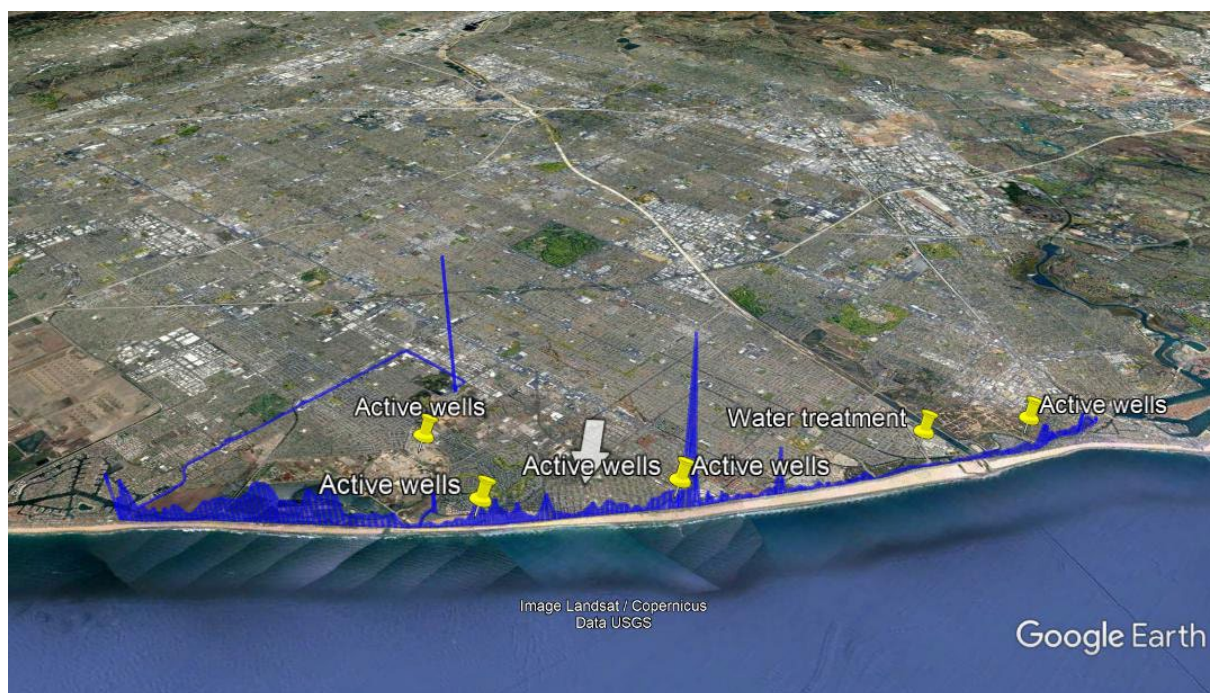 Active wells
Water treatment
Active wells
Active wells
Active wells
Active wells
Image Landsat / Copernicus
Data USGS
Google Earth